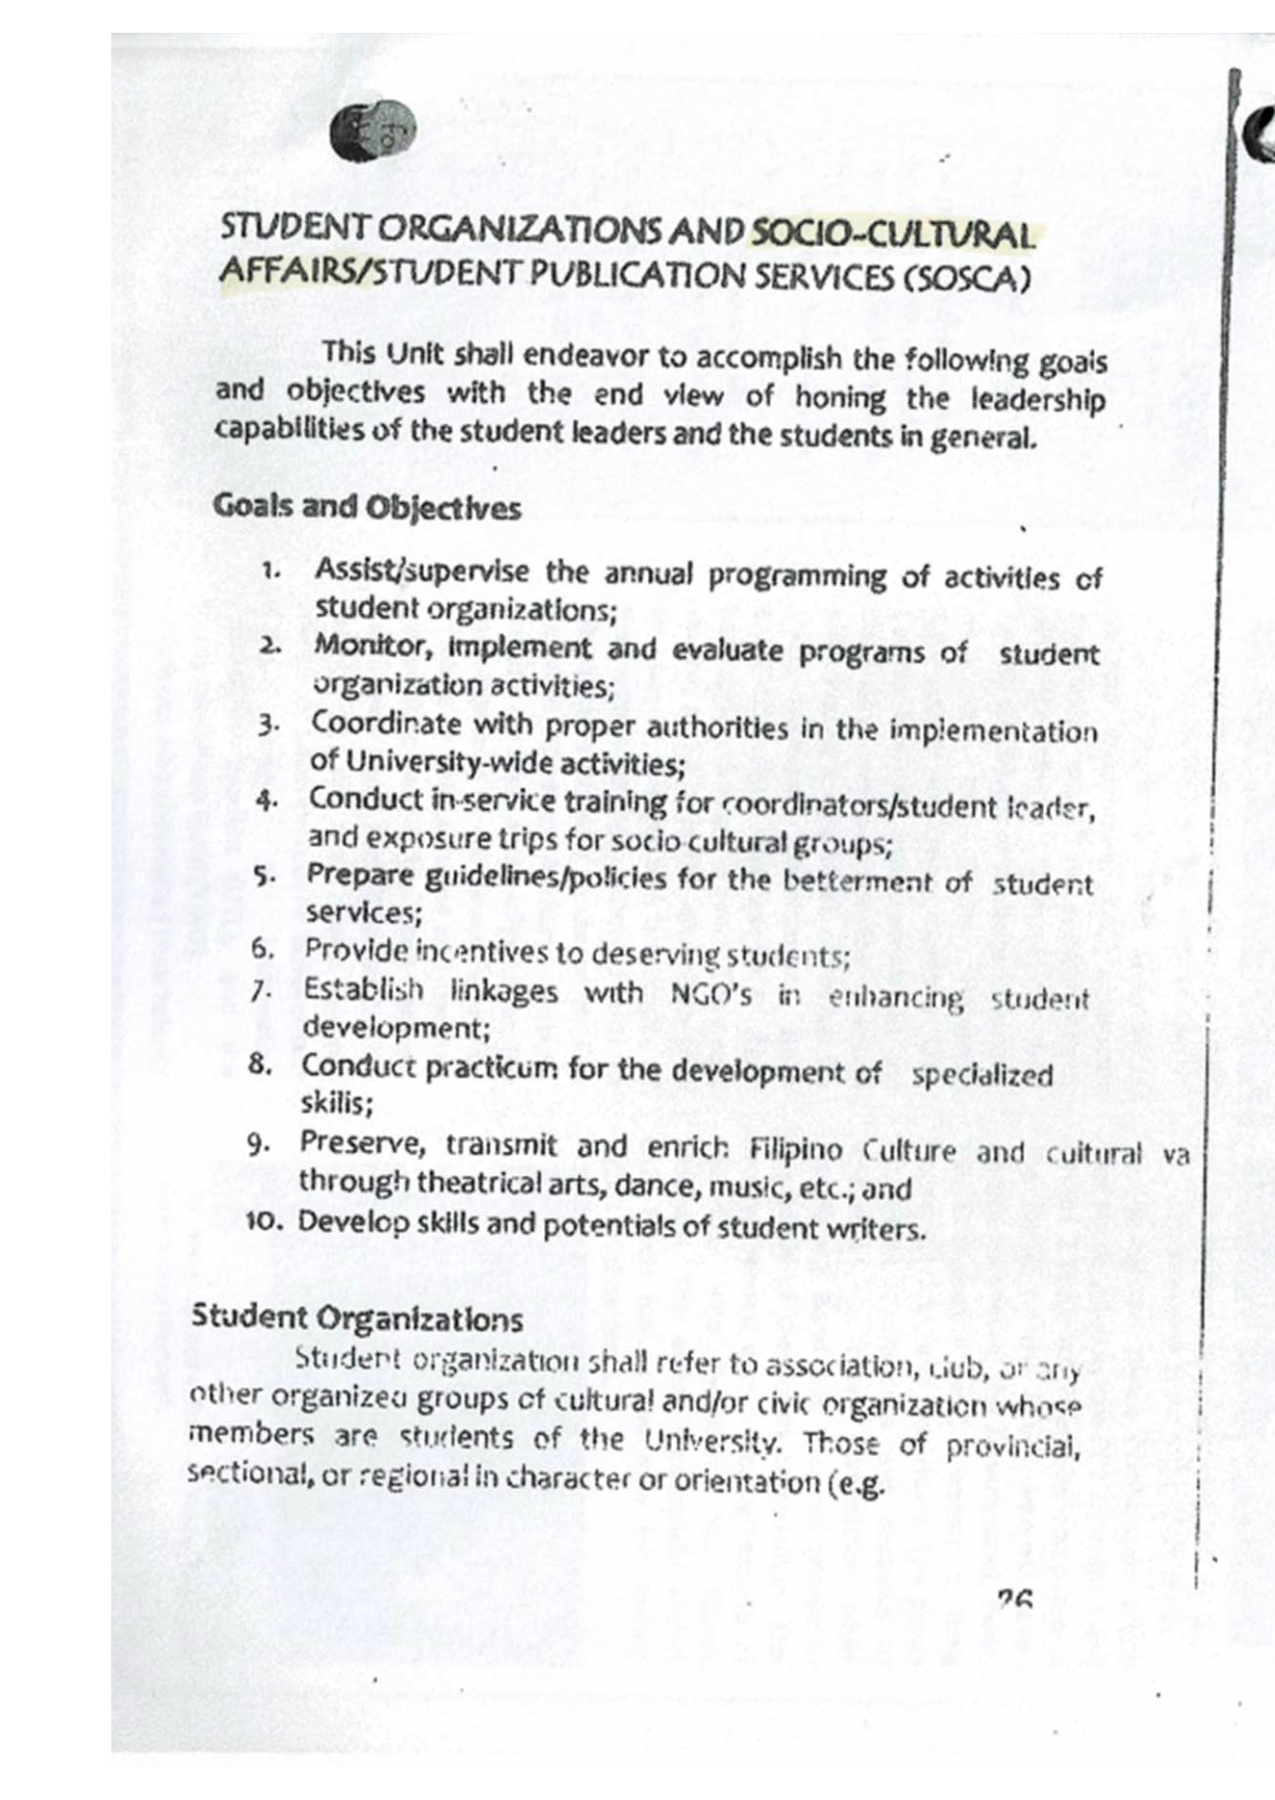 STUDENT ORGANIZATIONS AND SOCIO-CULTURAL
AFFAIRS/STUDENT PUBLICATION SERVICES (SOSCA)
This Unit shall endeavor to accomplish the following goals
and objectives with the end view of honing the leadership
capabilities of the student leaders and the students in general.
Goals and Objectives
1. Assist/supervise the annual programming of activities of
student organizations;
2. Monitor, implement and evaluate programs of student
organization activities;
3. Coordinate with proper authorities in the implementation
of University-wide activities;
4. Conduct in-service training for coordinators/student leader,
and exposure trips for socio cultural groups;
5. Prepare guidelines/policies for the betterment of student
services;
6. Provide incentives to deserving students;
7. Establish linkages with NGO's in enhancing student
development;
8. Conduct practicum for the development of specialized
skills;
9. Preserve, transmit and enrich Filipino Culture and cultural va
through theatrical arts, dance, music, etc.; and
10. Develop skills and potentials of student writers.
Student Organizations
Student organization shall refer to association, club, or any
other organized groups of cultural and/or civic organization whose
members are students of the University. Those of provincial,
sectional, or regional in character or orientation (e.g.